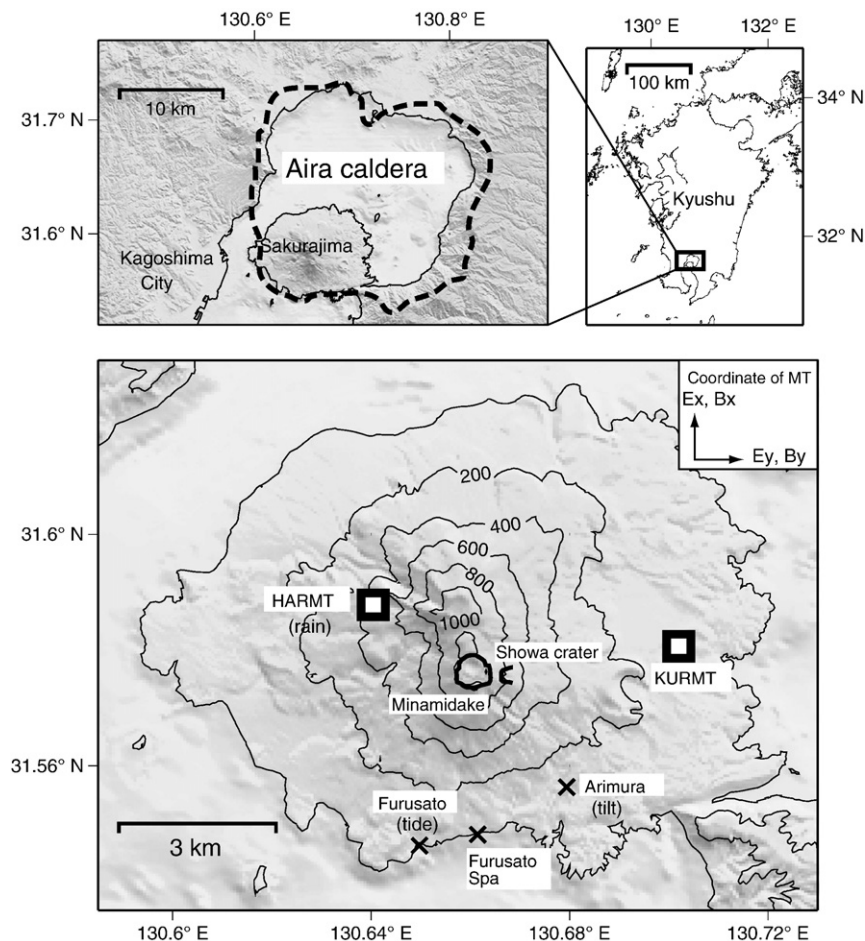 130.6° E
130.8° E
10 km
31.7° N
Aira caldera
31.6° N
Sakurajima
Kagoshima
City
130° E
132° E
100 km
34° N
Kyushu
32° N
Coordinate of MT
Ex, Bx
Ey, By
200
400
600
800
1000
31.6° N
HARMT
(rain)
Showa crater
KURMT
Minamidake
31.56° N
Furusato
(tide)
Arimura
(tilt)
3 km
Furusato
Spa
130.6° E
130.64° E
130.68° E
130.72° E